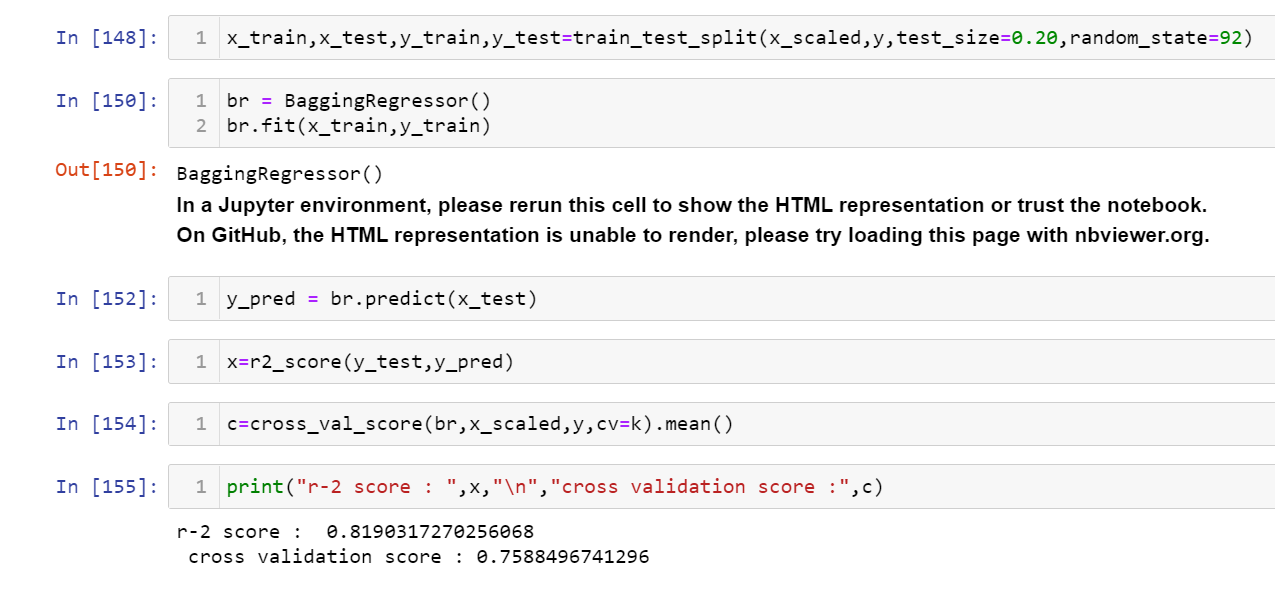 In [148]: 1 x_train,x_test,y_train,y_test=train_test_split(x_scaled,y,test_size=0.20,random_state=92)
In [150]: 1 br = BaggingRegressor()
2 br.fit(x_train,y_train)
Out[150]: BaggingRegressor()
In a Jupyter environment, please rerun this cell to show the HTML representation or trust the notebook.
On GitHub, the HTML representation is unable to render, please try loading this page with nbviewer.org.
In [152]: 1 y_pred = br.predict(x_test)
In [153]: 1 x=r2_score(y_test,y_pred)
In [154]: 1 c=cross_val_score(br,x_scaled,y,cv=k).mean()
In [155]: 1 print("r-2 score : ",x,"\n","cross validation score :",c)
r-2 score :  0.8190317270256068
 cross validation score : 0.7588496741296